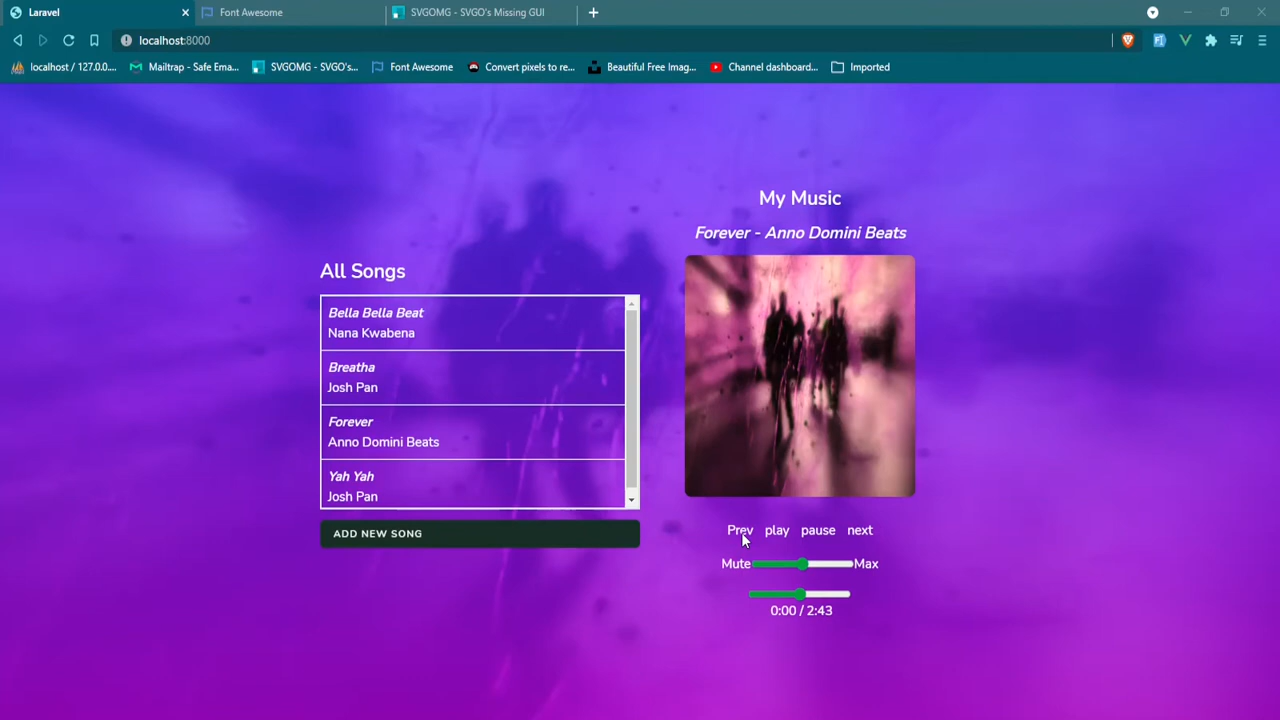 Laravel
Font Awesome
SVGOMG - SVGO's Missing GUI
localhost:8000
localhost / 127.0.0....
Mailtrap - Safe Ema...
SVGOMG - SVGO's...
Font Awesome
Convert pixels to re...
Beautiful Free Imag...
Channel dashboard...
Imported
All Songs
Bella Bella Beat
Nana Kwabena
Breatha
Josh Pan
Forever
Anno Domini Beats
Yah Yah
Josh Pan
ADD NEW SONG
My Music
Forever - Anno Domini Beats
Prev play pause next
Mute Max
0:00 / 2:43